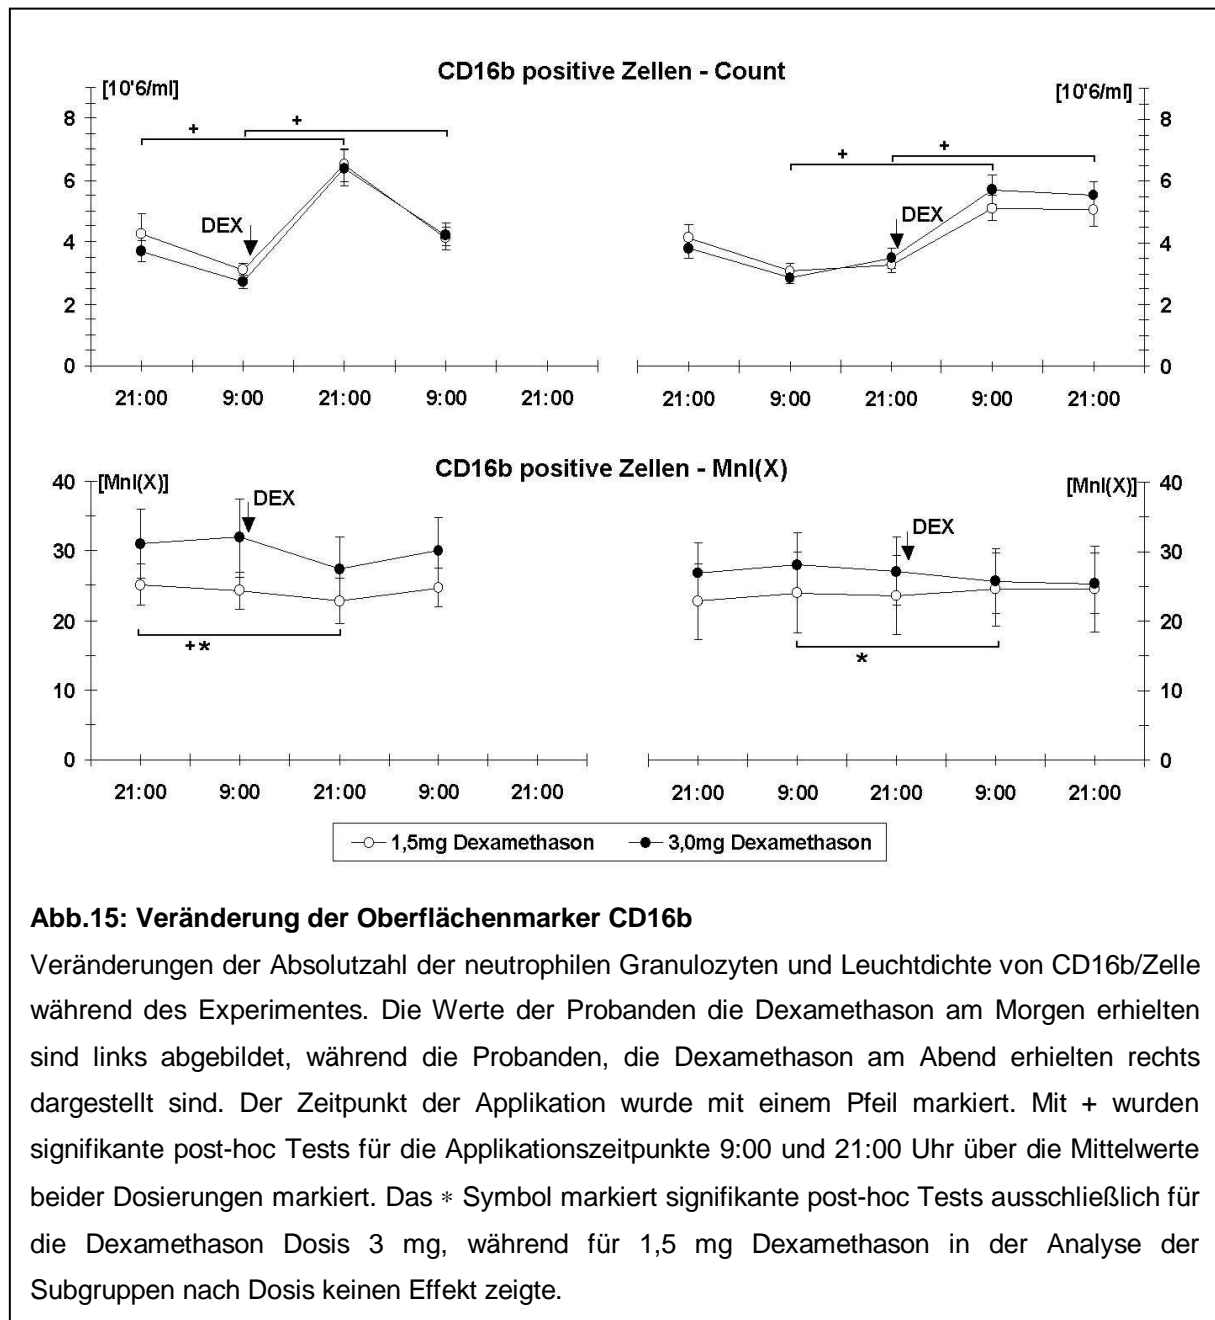 CD16b positive Zellen - Count
[10'6/ml] [10'6/ml]
8 + + 8
+ +
6 6
DEX DEX
4 4
2 2
0 0
21:00 9:00 21:00 9:00 21:00 21:00 9:00 21:00 9:00 21:00
CD16b positive Zellen - MnI(X)
40 [MnI(X)] [MnI(X)] 40
DEX DEX
30 30
20 20
+* *
10 10
0 0
21:00 9:00 21:00 9:00 21:00 21:00 9:00 21:00 9:00 21:00
1,5mg Dexamethason 3,0mg Dexamethason
Abb.15: Veränderung der Oberflächenmarker CD16b
Veränderungen der Absolutzahl der neutrophilen Granulozyten und Leuchtdichte von CD16b/Zelle
während des Experimentes. Die Werte der Probanden die Dexamethason am Morgen erhielten
sind links abgebildet, während die Probanden, die Dexamethason am Abend erhielten rechts
dargestellt sind. Der Zeitpunkt der Applikation wurde mit einem Pfeil markiert. Mit + wurden
signifikante post-hoc Tests für die Applikationszeitpunkte 9:00 und 21:00 Uhr über die Mittelwerte
beider Dosierungen markiert. Das * Symbol markiert signifikante post-hoc Tests ausschließlich für
die Dexamethason Dosis 3 mg, während für 1,5 mg Dexamethason in der Analyse der
Subgruppen nach Dosis keinen Effekt zeigte.